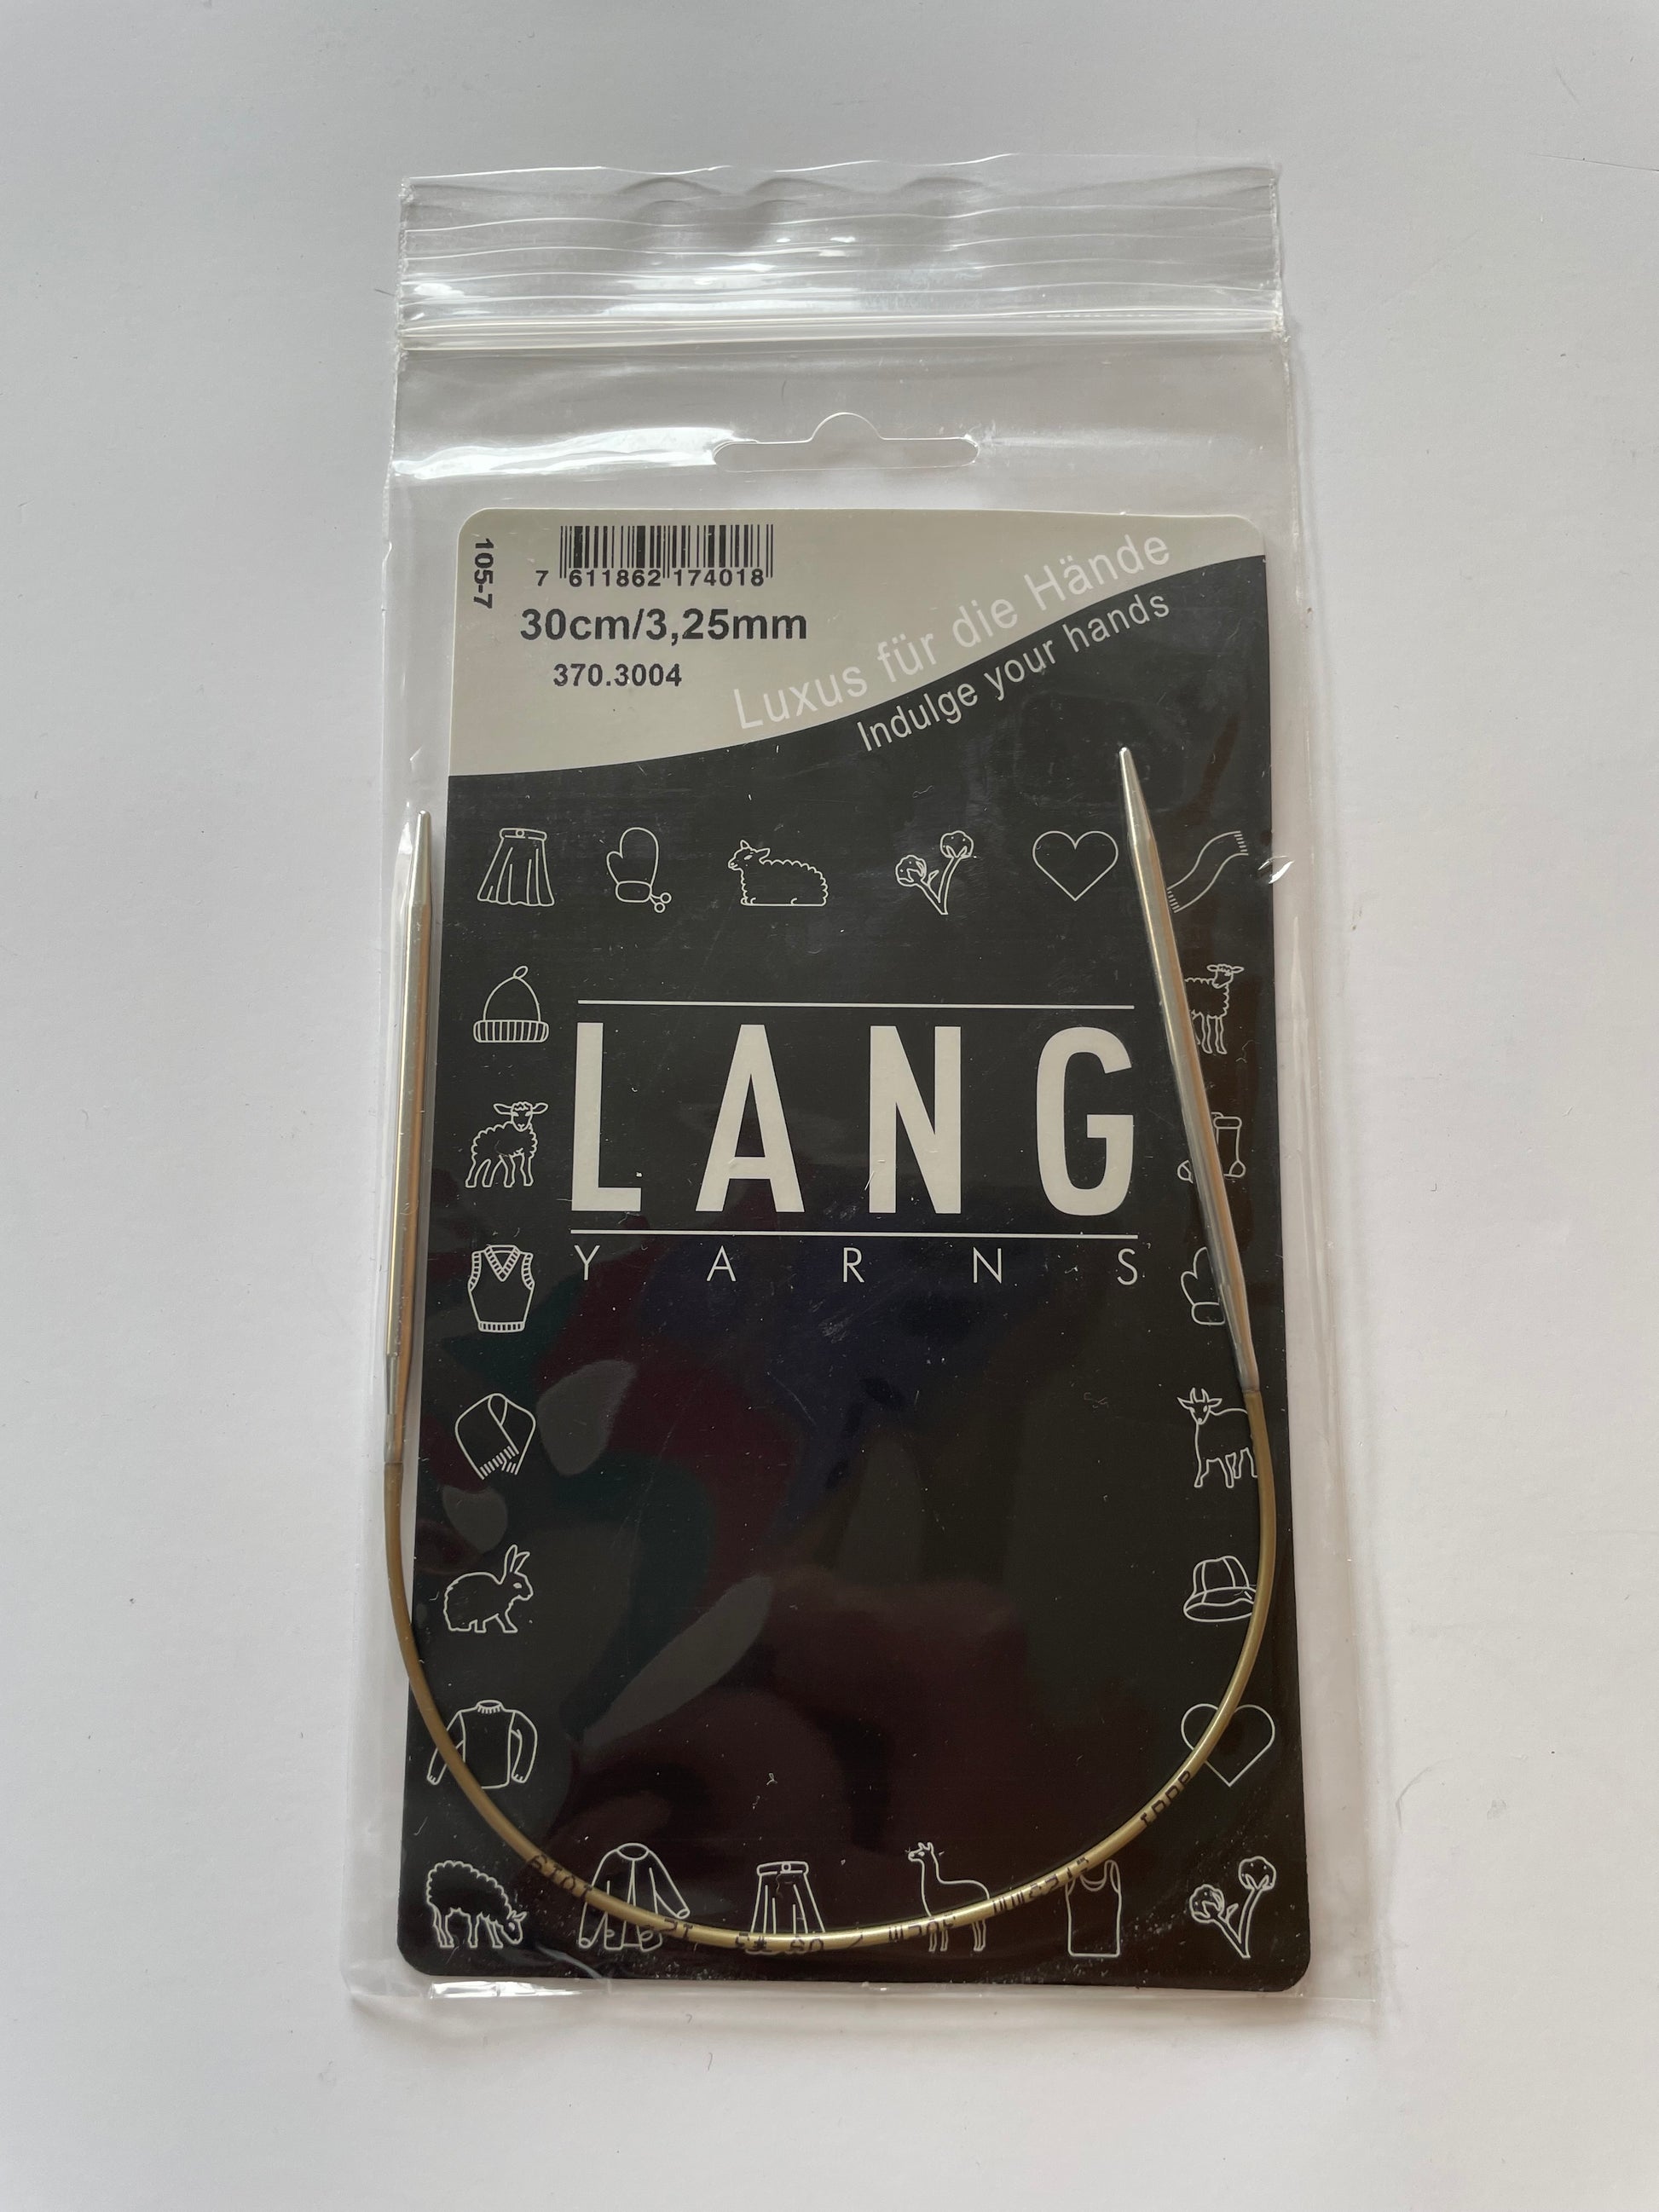 105-7
7 611862 174018
30cm/3,25mm
370.3004
Luxus für die Hände
Indulge your hands
LANG
YARNS